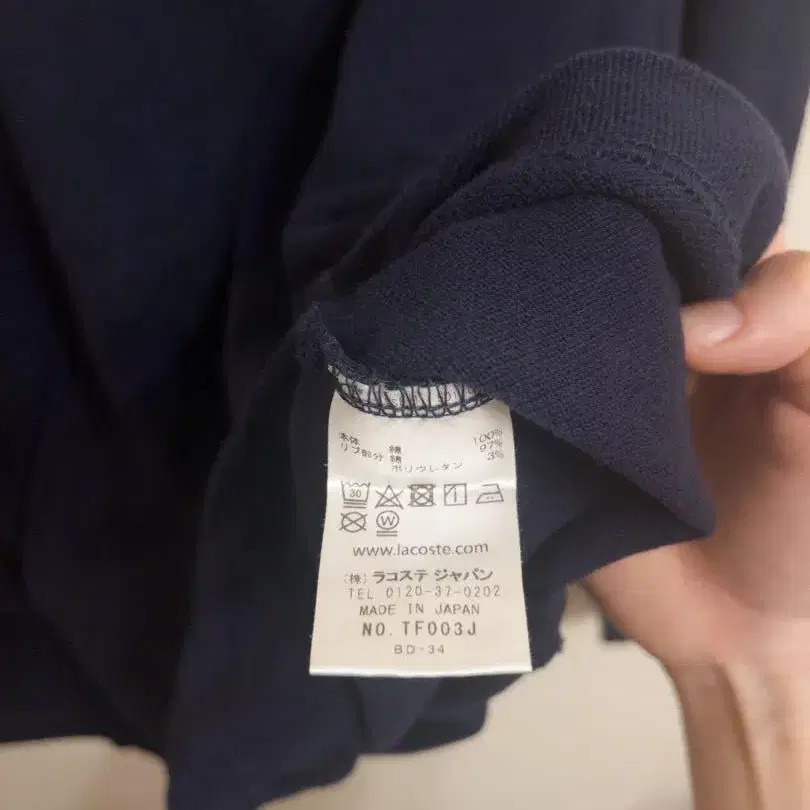 本体 綿 100%
リブ部分 綿 97%
ポリウレタン 3%
30
W
www.lacoste.com
(株) ラコステ ジャパン
TEL 0120-37-0202
MADE IN JAPAN
NO. TF003J
BD-34